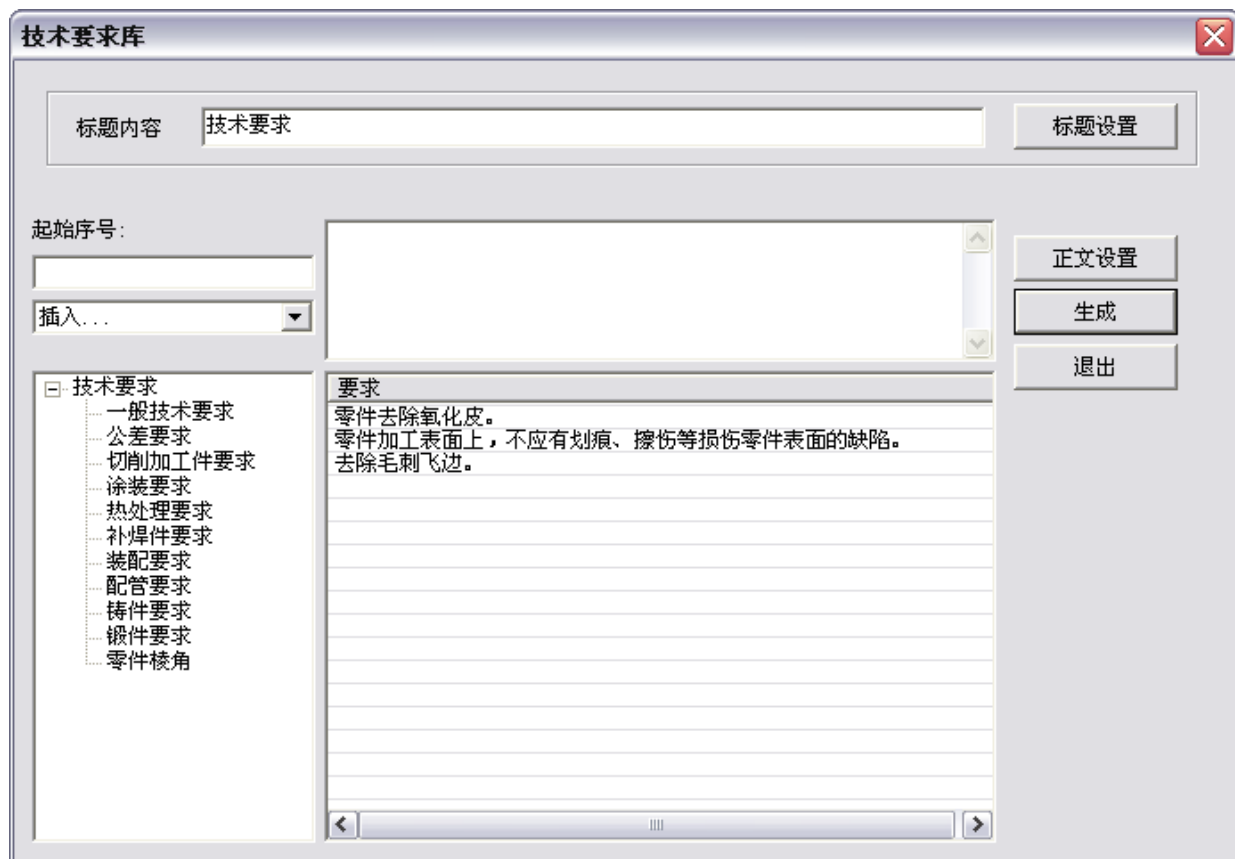 技术要求库
标题内容
技术要求
标题设置
起始序号:
插入...
正文设置
生成
退出
技术要求
一般技术要求
公差要求
切削加工件要求
涂装要求
热处理要求
补焊件要求
装配要求
配管要求
铸件要求
锻件要求
零件棱角
要求
零件去除氧化皮。
零件加工表面上，不应有划痕、擦伤等损伤零件表面的缺陷。
去除毛刺飞边。